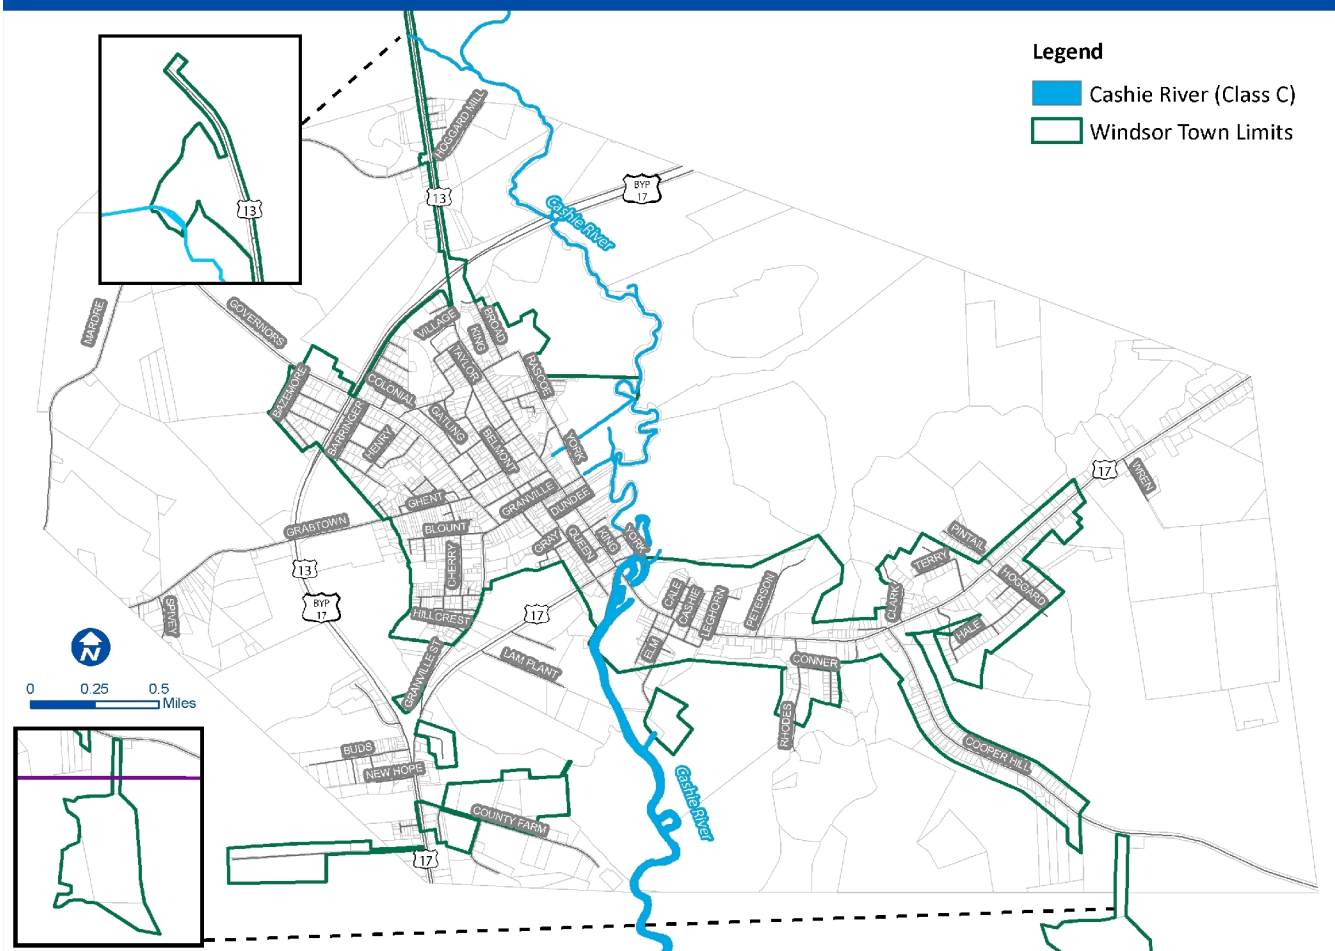 Legend
Cashie River (Class C)
Windsor Town Limits
HOGGARD MILL
13
BYP
17
Cashie River
13
MARDRE
GOVERNORS
VILLAGE
KING
BROAD
TAYLOR
RASCOE
BAZEMORE
COLONIAL
GATLING
BARRINGER
HENRY
BELMONT
YORK
GHENT
GRANVILLE
DUNDEE
GRABTOWN
BLOUNT
GRAY
QUEEN
KING
YORK
CHERRY
13
BYP
17
HILLCREST
SPIVEY
17
LAM PLANT
GRANVILLE ST
CALE
CASHIE
LEGHORN
PETERSON
ELM
CONNER
RHODES
CLARK
TERRY
PINTAIL
HOGGARD
HALE
17
WREN
COOPER HILL
N
0 0.25 0.5
Miles
BUDS
NEW HOPE
COUNTY FARM
17
Cashie River